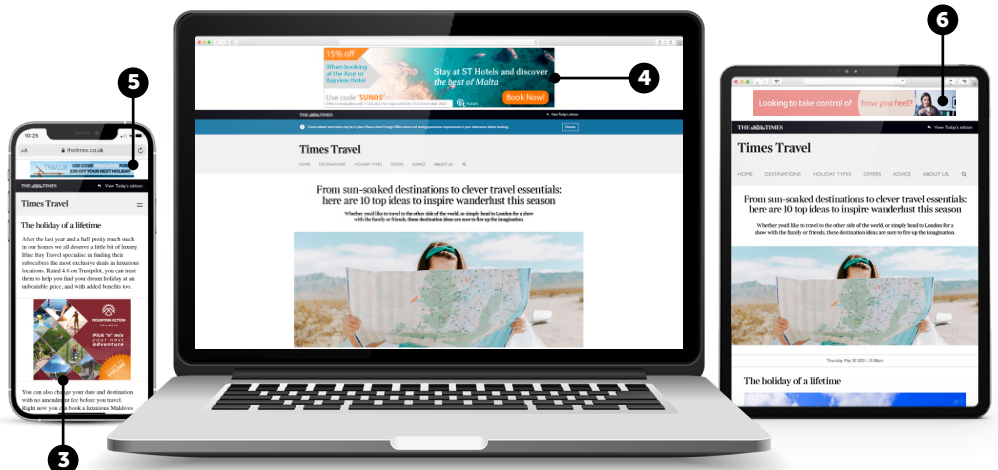 6
5
4
3
10:25
AA
thetimes.co.uk
TRAVLUX
USE CODE
FOR
£50 OFF YOUR NEXT HOLIDAY
THE TIMES
View Today's edition
Times Travel
The holiday of a lifetime
After the last year and a half pretty much stuck
in our homes we all deserve a little bit of luxury.
Blue Bay Travel specialise in finding their
subscribers the most exclusive deals in luxurious
locations. Rated 4.6 on Trustpilot, you can trust
them to help you find your dream holiday at an
unbeatable price, and with added benefits too.
MOUNTAIN ACTION
HOLIDAYS
Pick 'n' mix
your next
adventure
You can also change your date and destination
with no amendment fee before you travel.
Right now you can book a luxurious Maldives
15% off
When booking
at the Azur or
Bayview Hotel
Use code 'SUN05'
Stay at ST Hotels and discover
the best of Malta
Book Now!
THE TIMES
View Today's edition
Times Travel
HOME DESTINATIONS HOLIDAY TYPES OFFERS ADVICE ABOUT US
From sun-soaked destinations to clever travel essentials:
here are 10 top ideas to inspire wanderlust this season
Whether you'd like to travel to the other side of the world, or simply head to London for a show
with the family or friends, these destination ideas are sure to fire up the imagination.
Looking to take control of how you feel?
THE TIMES
View Today's edition
Times Travel
HOME DESTINATIONS HOLIDAY TYPES OFFERS ADVICE ABOUT US
From sun-soaked destinations to clever travel essentials:
here are 10 top ideas to inspire wanderlust this season
Whether you'd like to travel to the other side of the world, or simply head to London for a
show with the family or friends, these destination ideas are sure to fire up the imagination.
Thursday May 20 2021, 12:38pm
The holiday of a lifetime